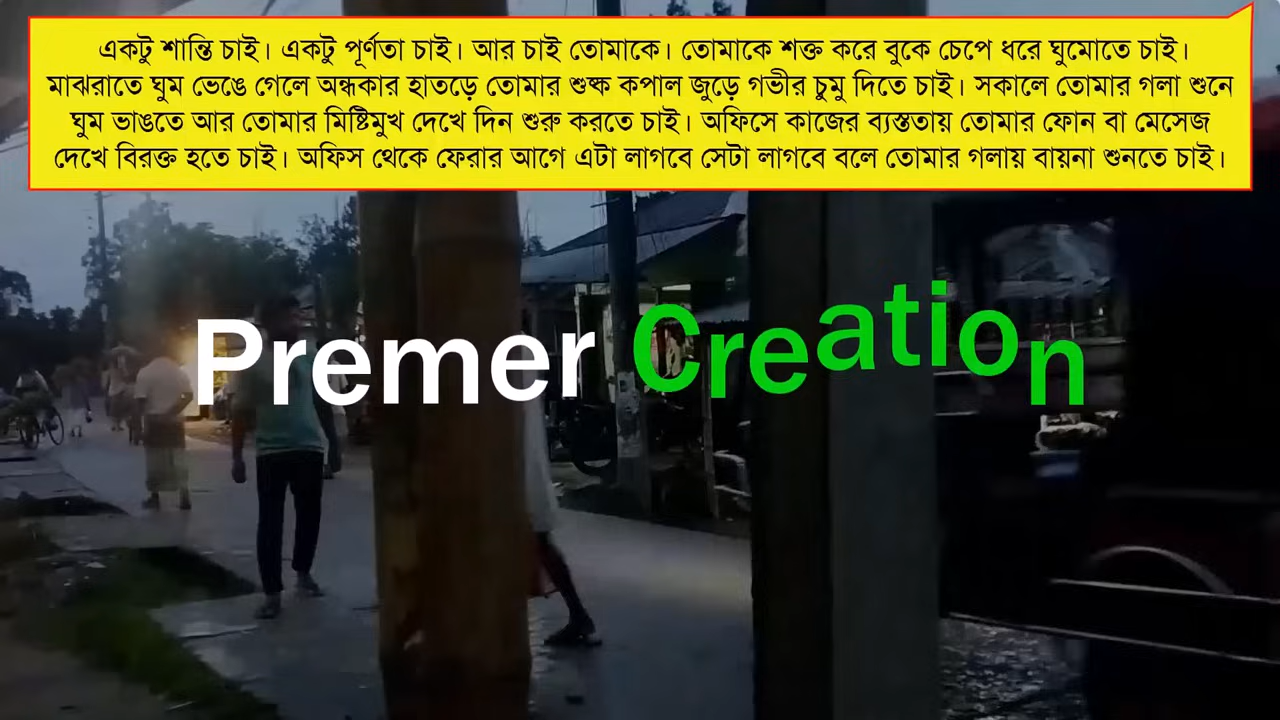 একটু শান্তি চাই। একটু পূর্ণতা চাই। আর চাই তোমাকে। তোমাকে শক্ত করে বুকে চেপে ধরে ঘুমোতে চাই।
মাঝরাতে ঘুম ভেঙে গেলে অন্ধকার হাতড়ে তোমার শুষ্ক কপাল জুড়ে গভীর চুমু দিতে চাই। সকালে তোমার গলা শুনে
ঘুম ভাঙতে আর তোমার মিষ্টিমুখ দেখে দিন শুরু করতে চাই। অফিসে কাজের ব্যস্ততায় তোমার ফোন বা মেসেজ
দেখে বিরক্ত হতে চাই। অফিস থেকে ফেরার আগে এটা লাগবে সেটা লাগবে বলে তোমার গলায় বায়না শুনতে চাই।
Premer Creation